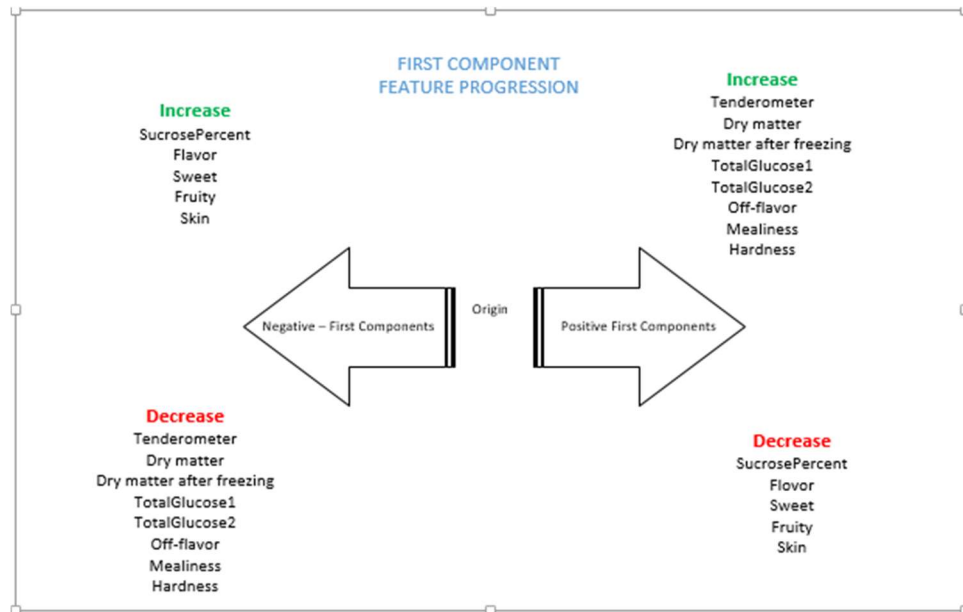 FIRST COMPONENT
FEATURE PROGRESSION
Increase
SucrosePercent
Flavor
Sweet
Fruity
Skin
Increase
Tenderometer
Dry matter
Dry matter after freezing
TotalGlucose1
TotalGlucose2
Off-flavor
Mealiness
Hardness
Negative – First Components
Origin
Positive First Components
Decrease
Tenderometer
Dry matter
Dry matter after freezing
TotalGlucose1
TotalGlucose2
Off-flavor
Mealiness
Hardness
Decrease
SucrosePercent
Flovor
Sweet
Fruity
Skin